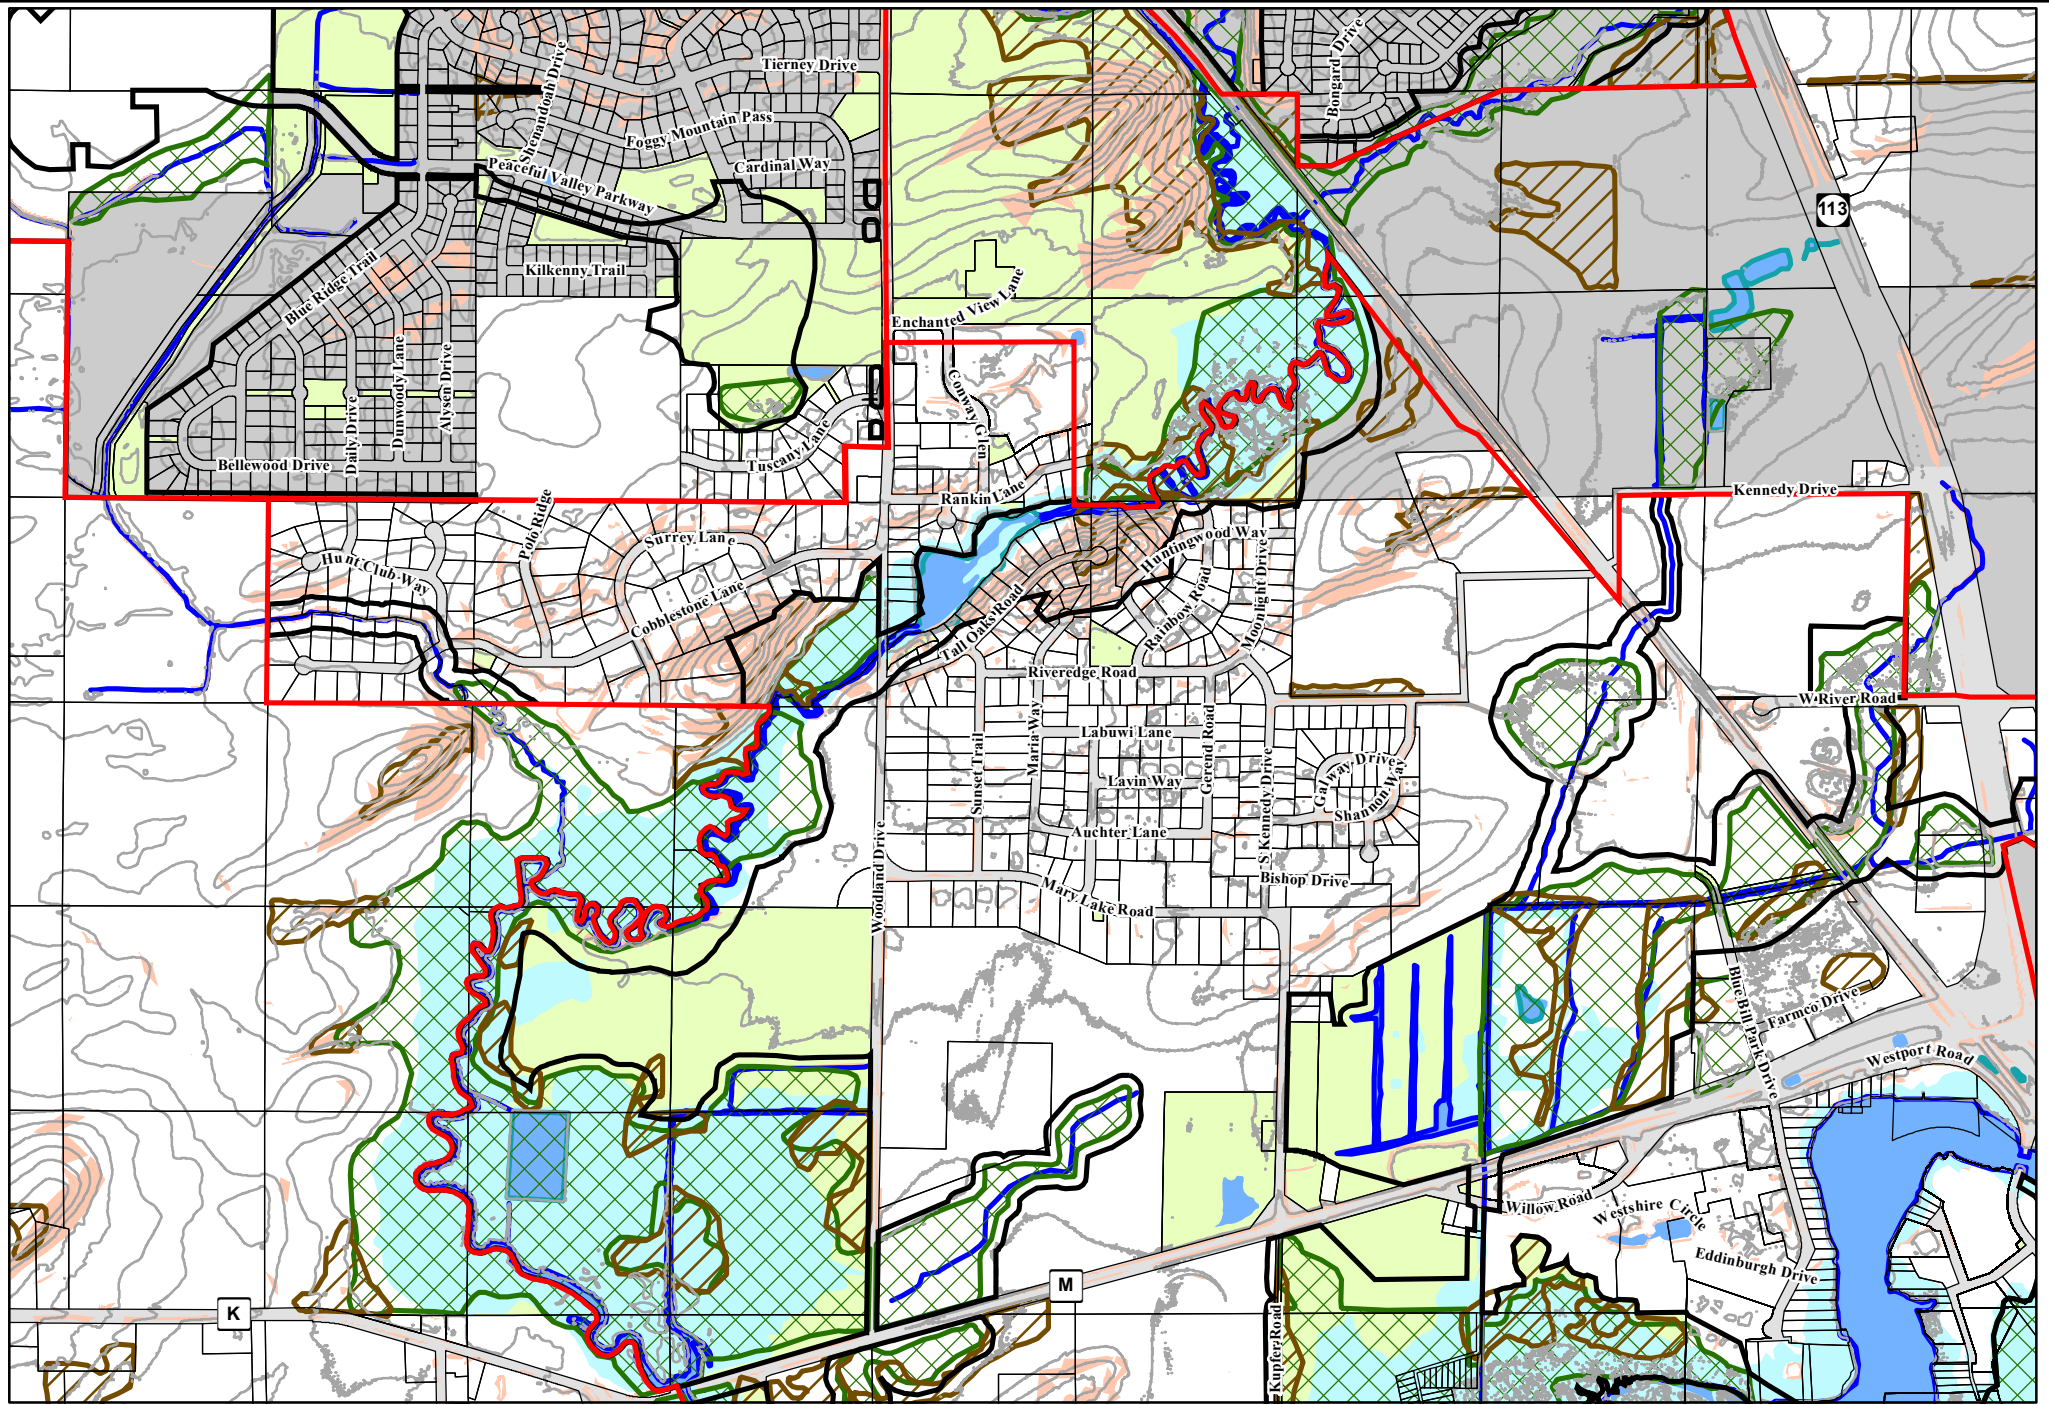 Tierney Drive
Bongard Drive
Shenandoah Drive
Foggy Mountain Pass
Cardinal Way
Peaceful Valley Parkway
113
Kilkenny Trail
Blue Ridge Trail
Enchanted View Lane
Dunwoody Lane
Alysen Drive
Daily Drive
Conway Glen
Tuscany Lane
Bellewood Drive
Rankin Lane
Kennedy Drive
Polo Ridge
Surrey Lane
Huntingwood Way
Hunt Club Way
Cobblestone Lane
Tall Oaks Road
Rainbow Road
Moonlight Drive
Riveredge Road
W River Road
Maria Way
Labuwi Lane
Gerend Road
Sunset Trail
Lavin Way
S Kennedy Drive
Galway Drive
Shannon Way
Auchter Lane
Woodland Drive
Bishop Drive
Mary Lake Road
Blue Bill Park Drive
Farmco Drive
Westport Road
Willow Road
Westshire Circle
Eddinburgh Drive
K
M
Kupfer Road